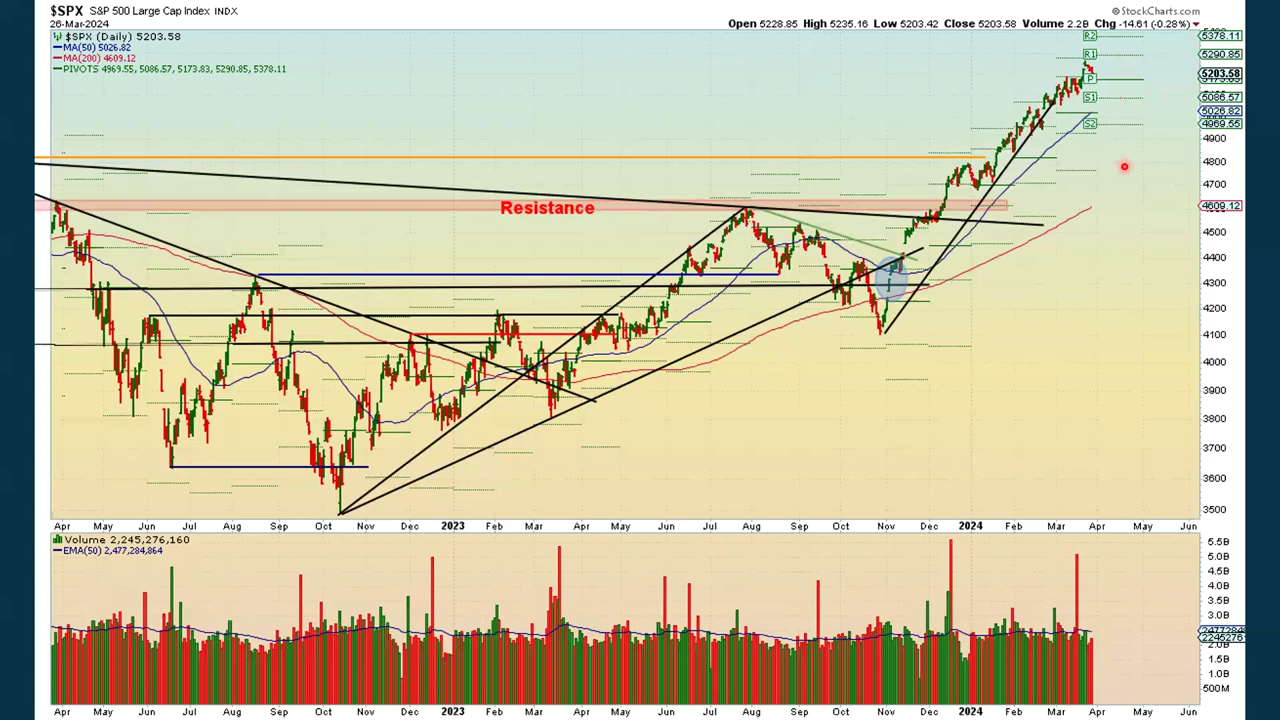 $SPX S&P 500 Large Cap Index INDX
© StockCharts.com
26-Mar-2024
Open 5228.85 High 5235.16 Low 5203.42 Close 5203.58 Volume 2.2B Chg -14.61 (-0.28%)
$SPX (Daily) 5203.58
MA(50) 5026.82
MA(200) 4609.12
PIVOTS 4969.55, 5086.57, 5173.83, 5290.85, 5378.11
R2
R1
P
S1
S2
5378.11
5290.85
5203.58
5086.57
5026.82
4969.55
4900
4800
4700
4609.12
4500
4400
4300
4200
4100
4000
3900
3800
3700
3600
3500
Resistance
Apr May Jun Jul Aug Sep Oct Nov Dec 2023 Feb Mar Apr May Jun Jul Aug Sep Oct Nov Dec 2024 Feb Mar Apr May Jun
Volume 2,245,276,160
EMA(50) 2,477,284,864
5.5B
5.0B
4.5B
4.0B
3.5B
3.0B
2245276
2.0B
1.5B
1.0B
500M
Apr May Jun Jul Aug Sep Oct Nov Dec 2023 Feb Mar Apr May Jun Jul Aug Sep Oct Nov Dec 2024 Feb Mar Apr May Jun